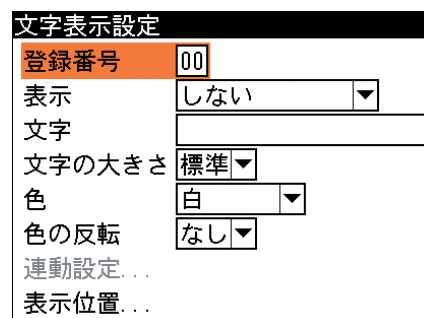 文字表示設定
登録番号 00
表示 しない ▼
文字
文字の大きさ 標準▼
色 白 ▼
色の反転 なし▼
連動設定...
表示位置...